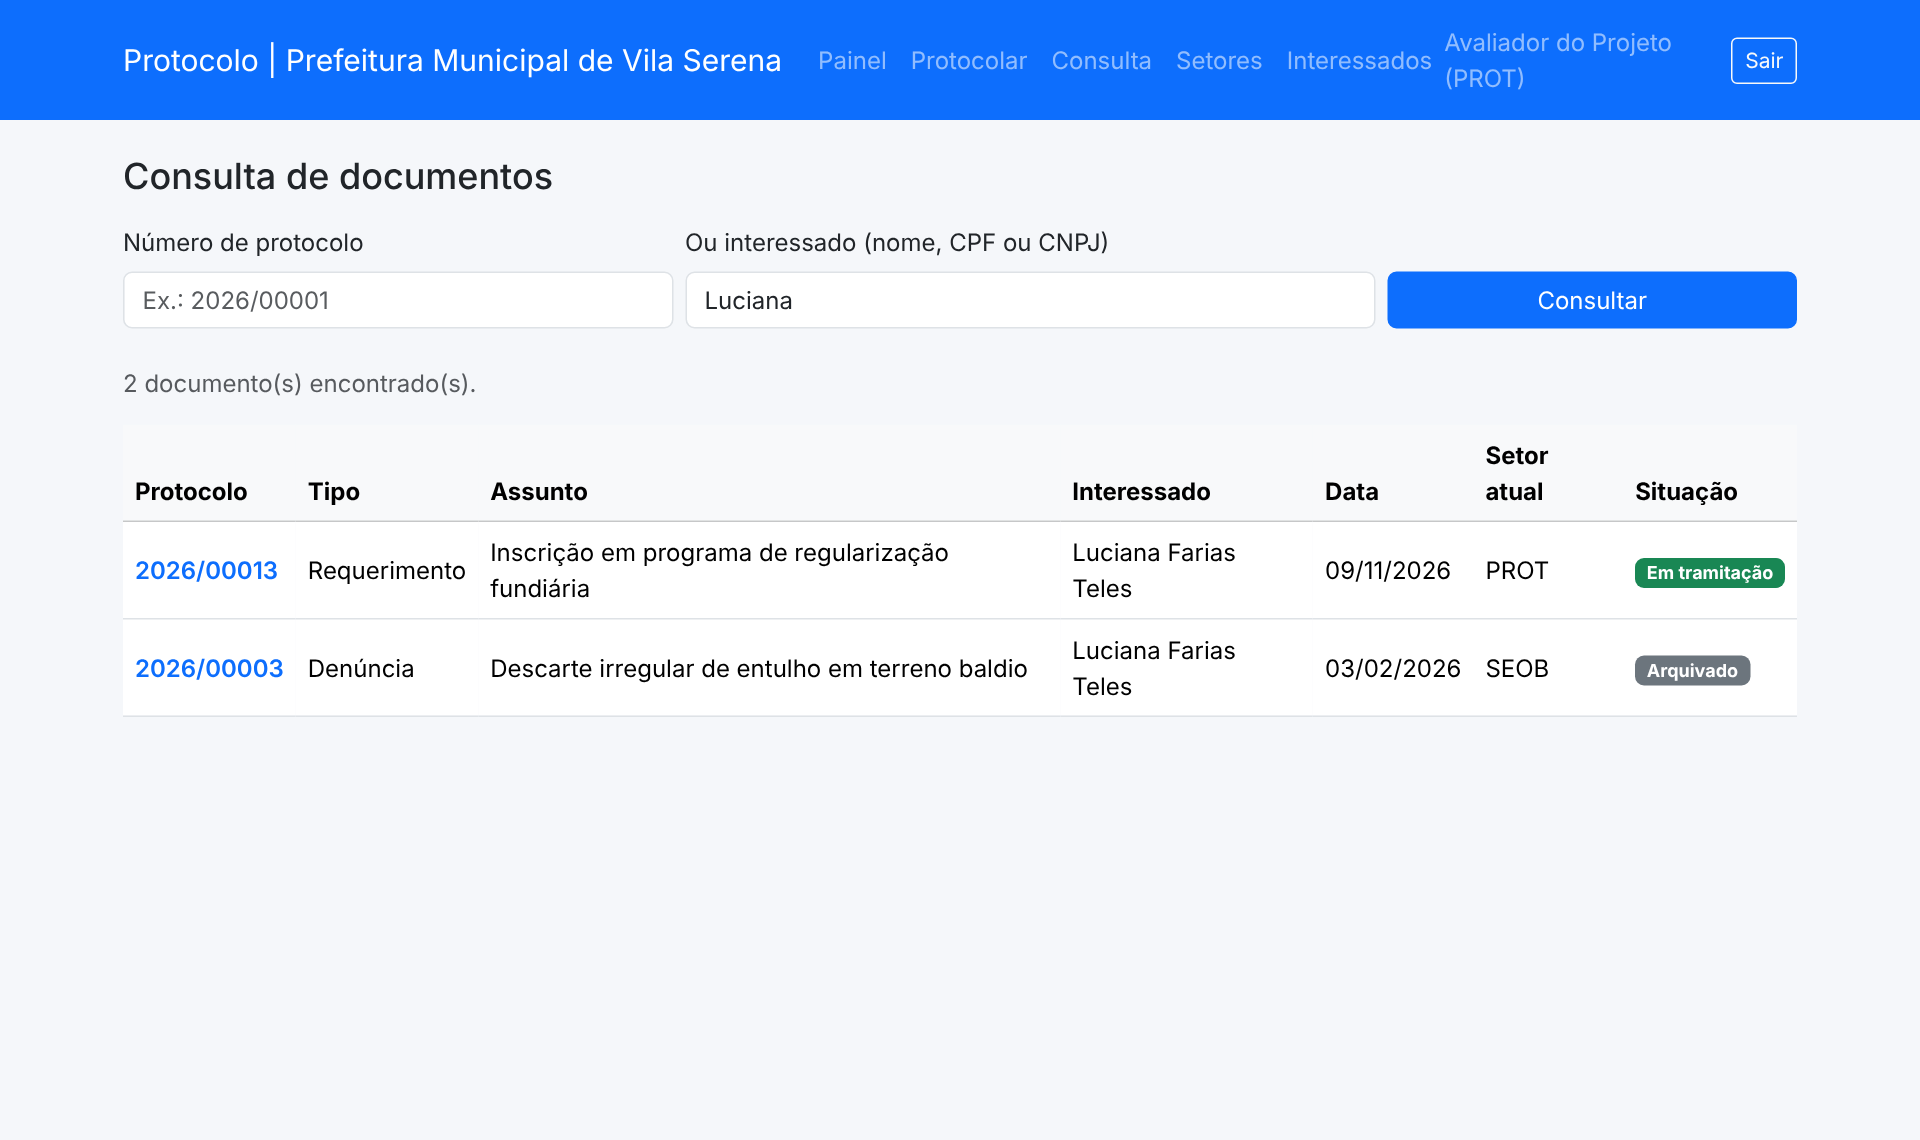 Protocolo | Prefeitura Municipal de Vila Serena
Painel
Protocolar
Consulta
Setores
Interessados
Avaliador do Projeto
(PROT)
Sair
Consulta de documentos
Número de protocolo
Ou interessado (nome, CPF ou CNPJ)
Ex.: 2026/00001
Luciana
Consultar
2 documento(s) encontrado(s).
Protocolo
Tipo
Assunto
Interessado
Data
Setor
atual
Situação
2026/00013
Requerimento
Inscrição em programa de regularização
fundiária
Luciana Farias
Teles
09/11/2026
PROT
Em tramitação
2026/00003
Denúncia
Descarte irregular de entulho em terreno baldio
Luciana Farias
Teles
03/02/2026
SEOB
Arquivado